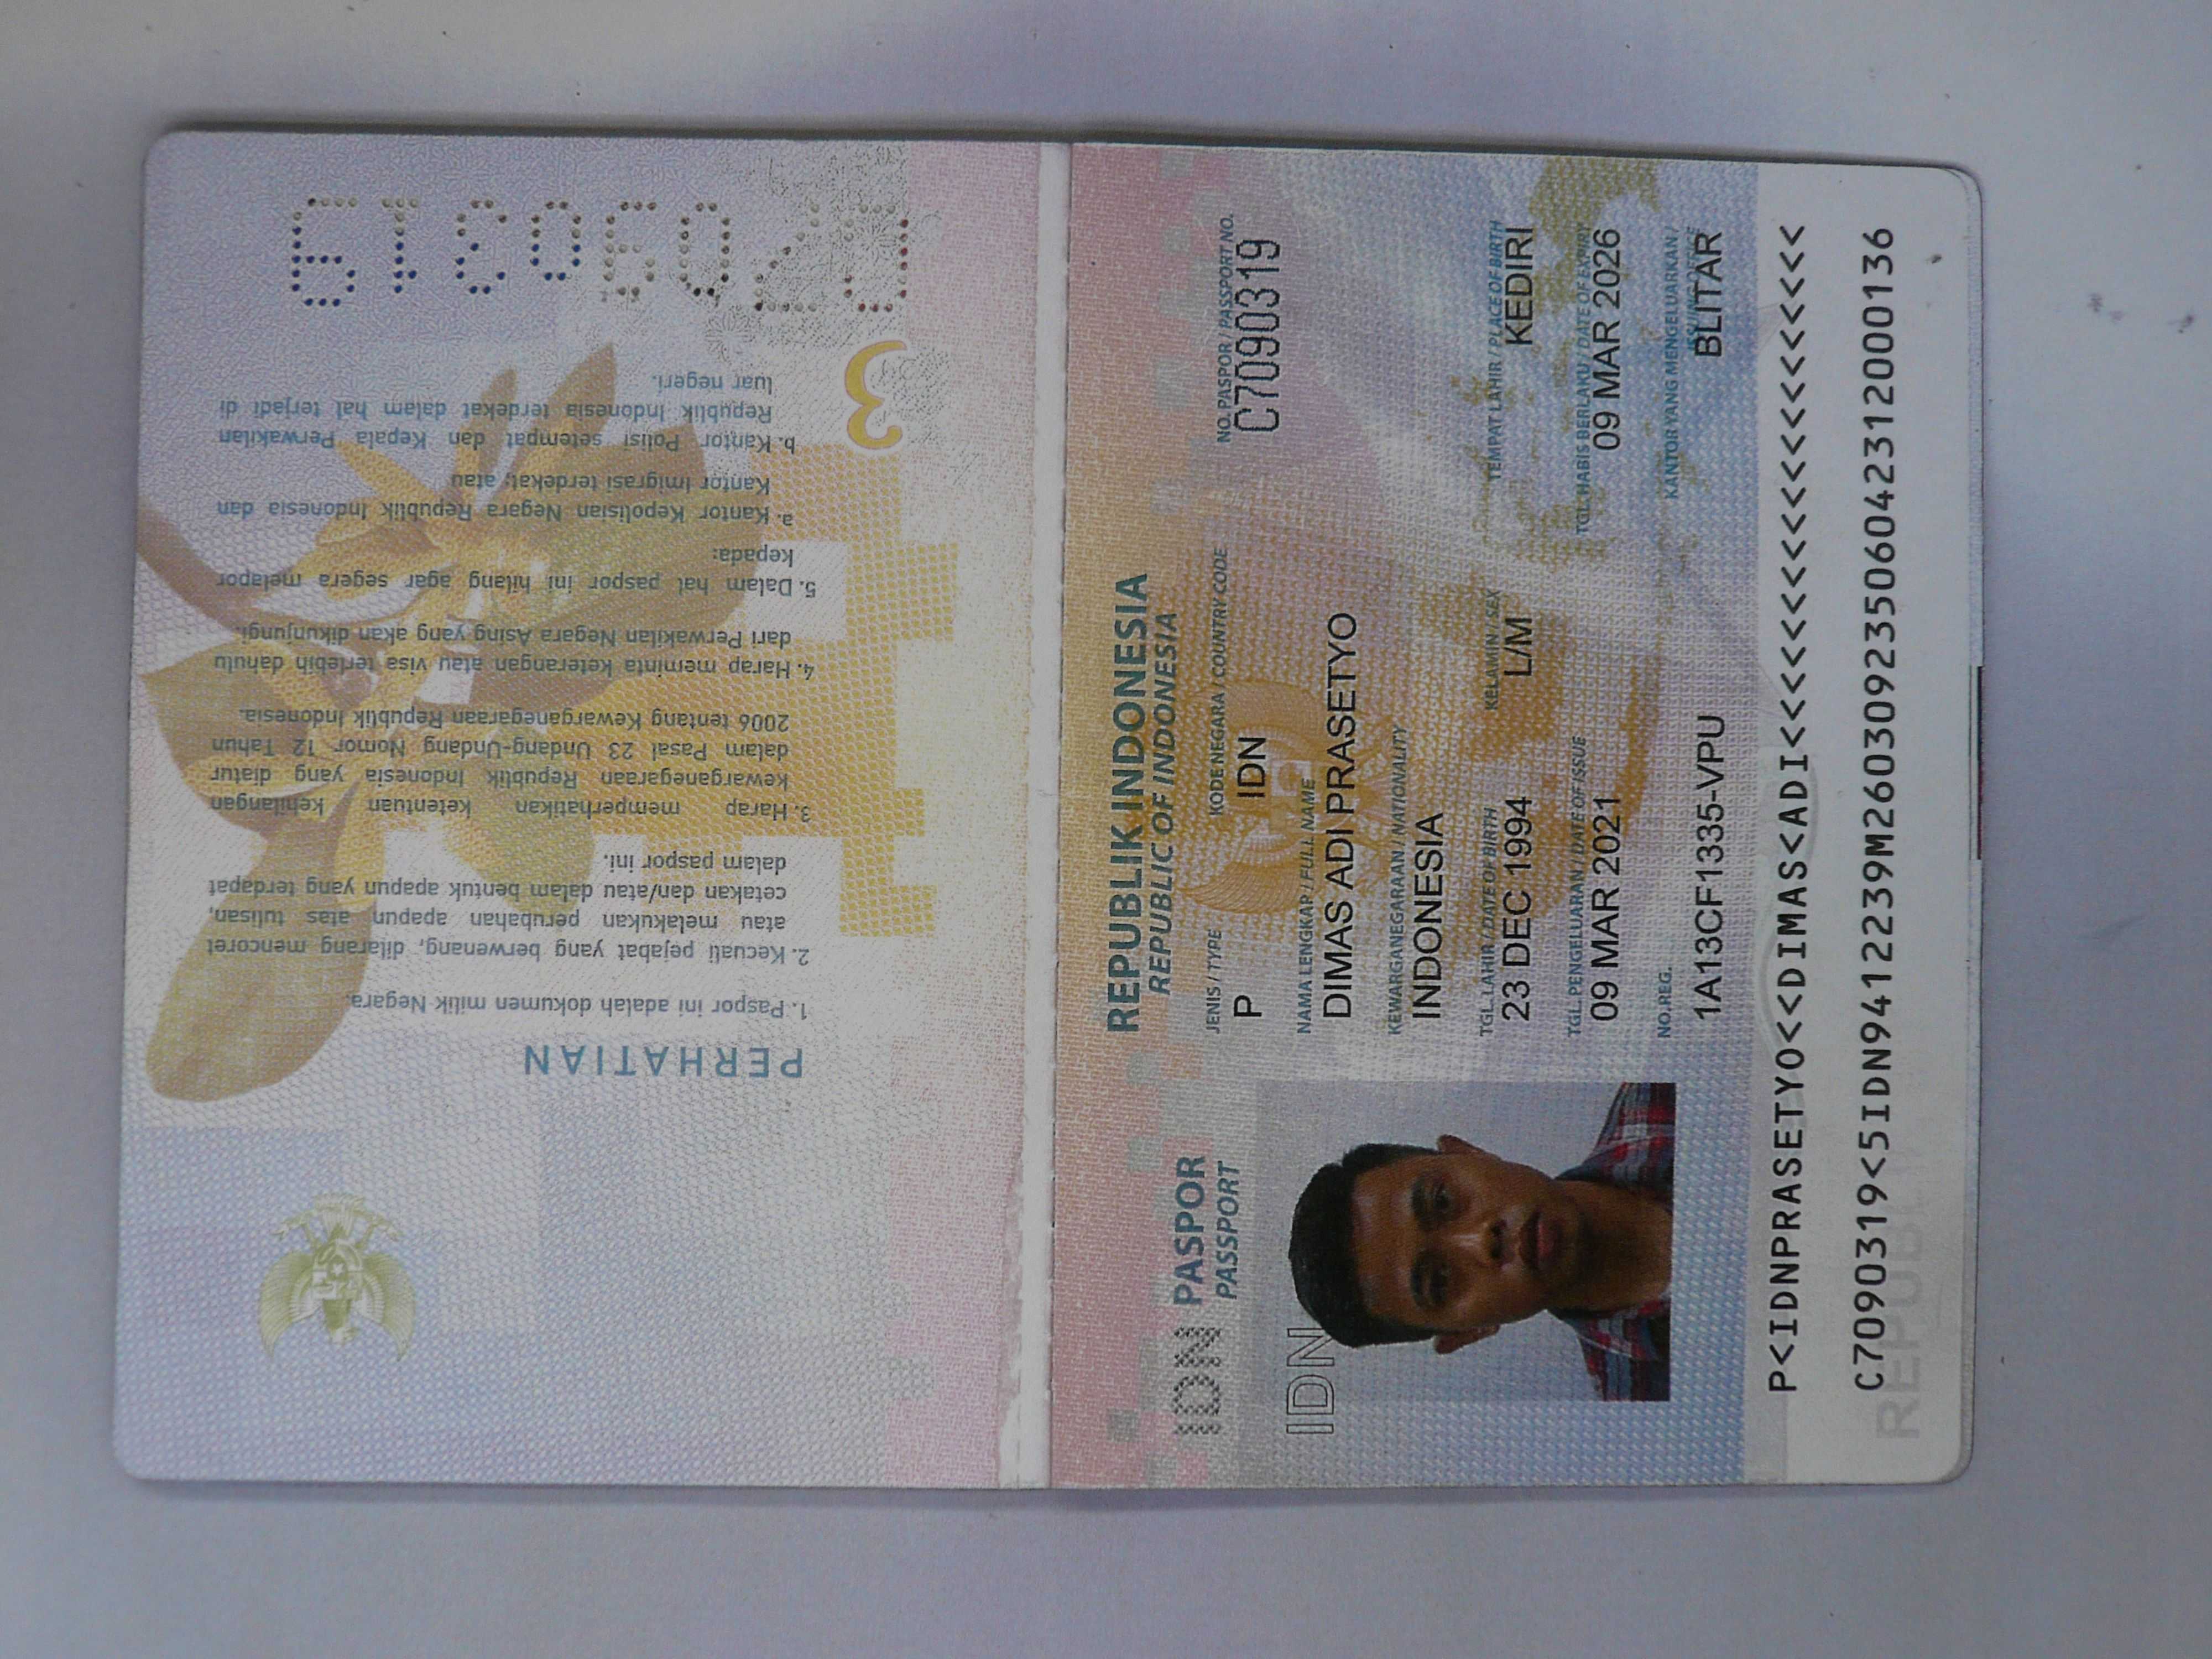 PERHATIAN
1. Paspor ini adalah dokumen milik Negara.
2. Kecuali pejabat yang berwenang, dilarang mencoret
atau melakukan perubahan apapun atas tulisan,
cetakan dan/atau dalam bentuk apapun yang terdapat
dalam paspor ini.
3. Harap memperhatikan ketentuan kehilangan
kewarganegaraan Republik Indonesia yang diatur
dalam Pasal 23 Undang-Undang Nomor 12 Tahun
2006 tentang Kewarganegaraan Republik Indonesia.
4. Harap meminta keterangan atau visa terlebih dahulu
dari Perwakilan Negara Asing yang akan dikunjungi.
5. Dalam hal paspor ini hilang agar segera melapor
kepada:
a. Kantor Kepolisian Negara Republik Indonesia dan
Kantor Imigrasi terdekat; atau
b. Kantor Polisi setempat dan Kepala Perwakilan
Republik Indonesia terdekat dalam hal terjadi di
luar negeri.
3
C7090319
REPUBLIK INDONESIA
REPUBLIC OF INDONESIA
IDN PASPOR
PASSPORT
JENIS / TYPE KODE NEGARA / COUNTRY CODE NO. PASPOR / PASSPORT NO.
P IDN C7090319
IDN
NAMA LENGKAP / FULL NAME
DIMAS ADI PRASETYO
KEWARGANEGARAAN / NATIONALITY
INDONESIA
TGL. LAHIR / DATE OF BIRTH KELAMIN / SEX TEMPAT LAHIR / PLACE OF BIRTH
23 DEC 1994 L/M KEDIRI
TGL. PENGELUARAN / DATE OF ISSUE TGL. HABIS BERLAKU / DATE OF EXPIRY
09 MAR 2021 09 MAR 2026
NO. REG. KANTOR YANG MENGELUARKAN /
1A13CF1335-VPU BLITAR
P<IDNPRASETYO<<DIMAS<ADI<<<<<<<<<<<<<<<<<<<<
C7090319<5IDN9412239M2603092350604231200136
REPUBL